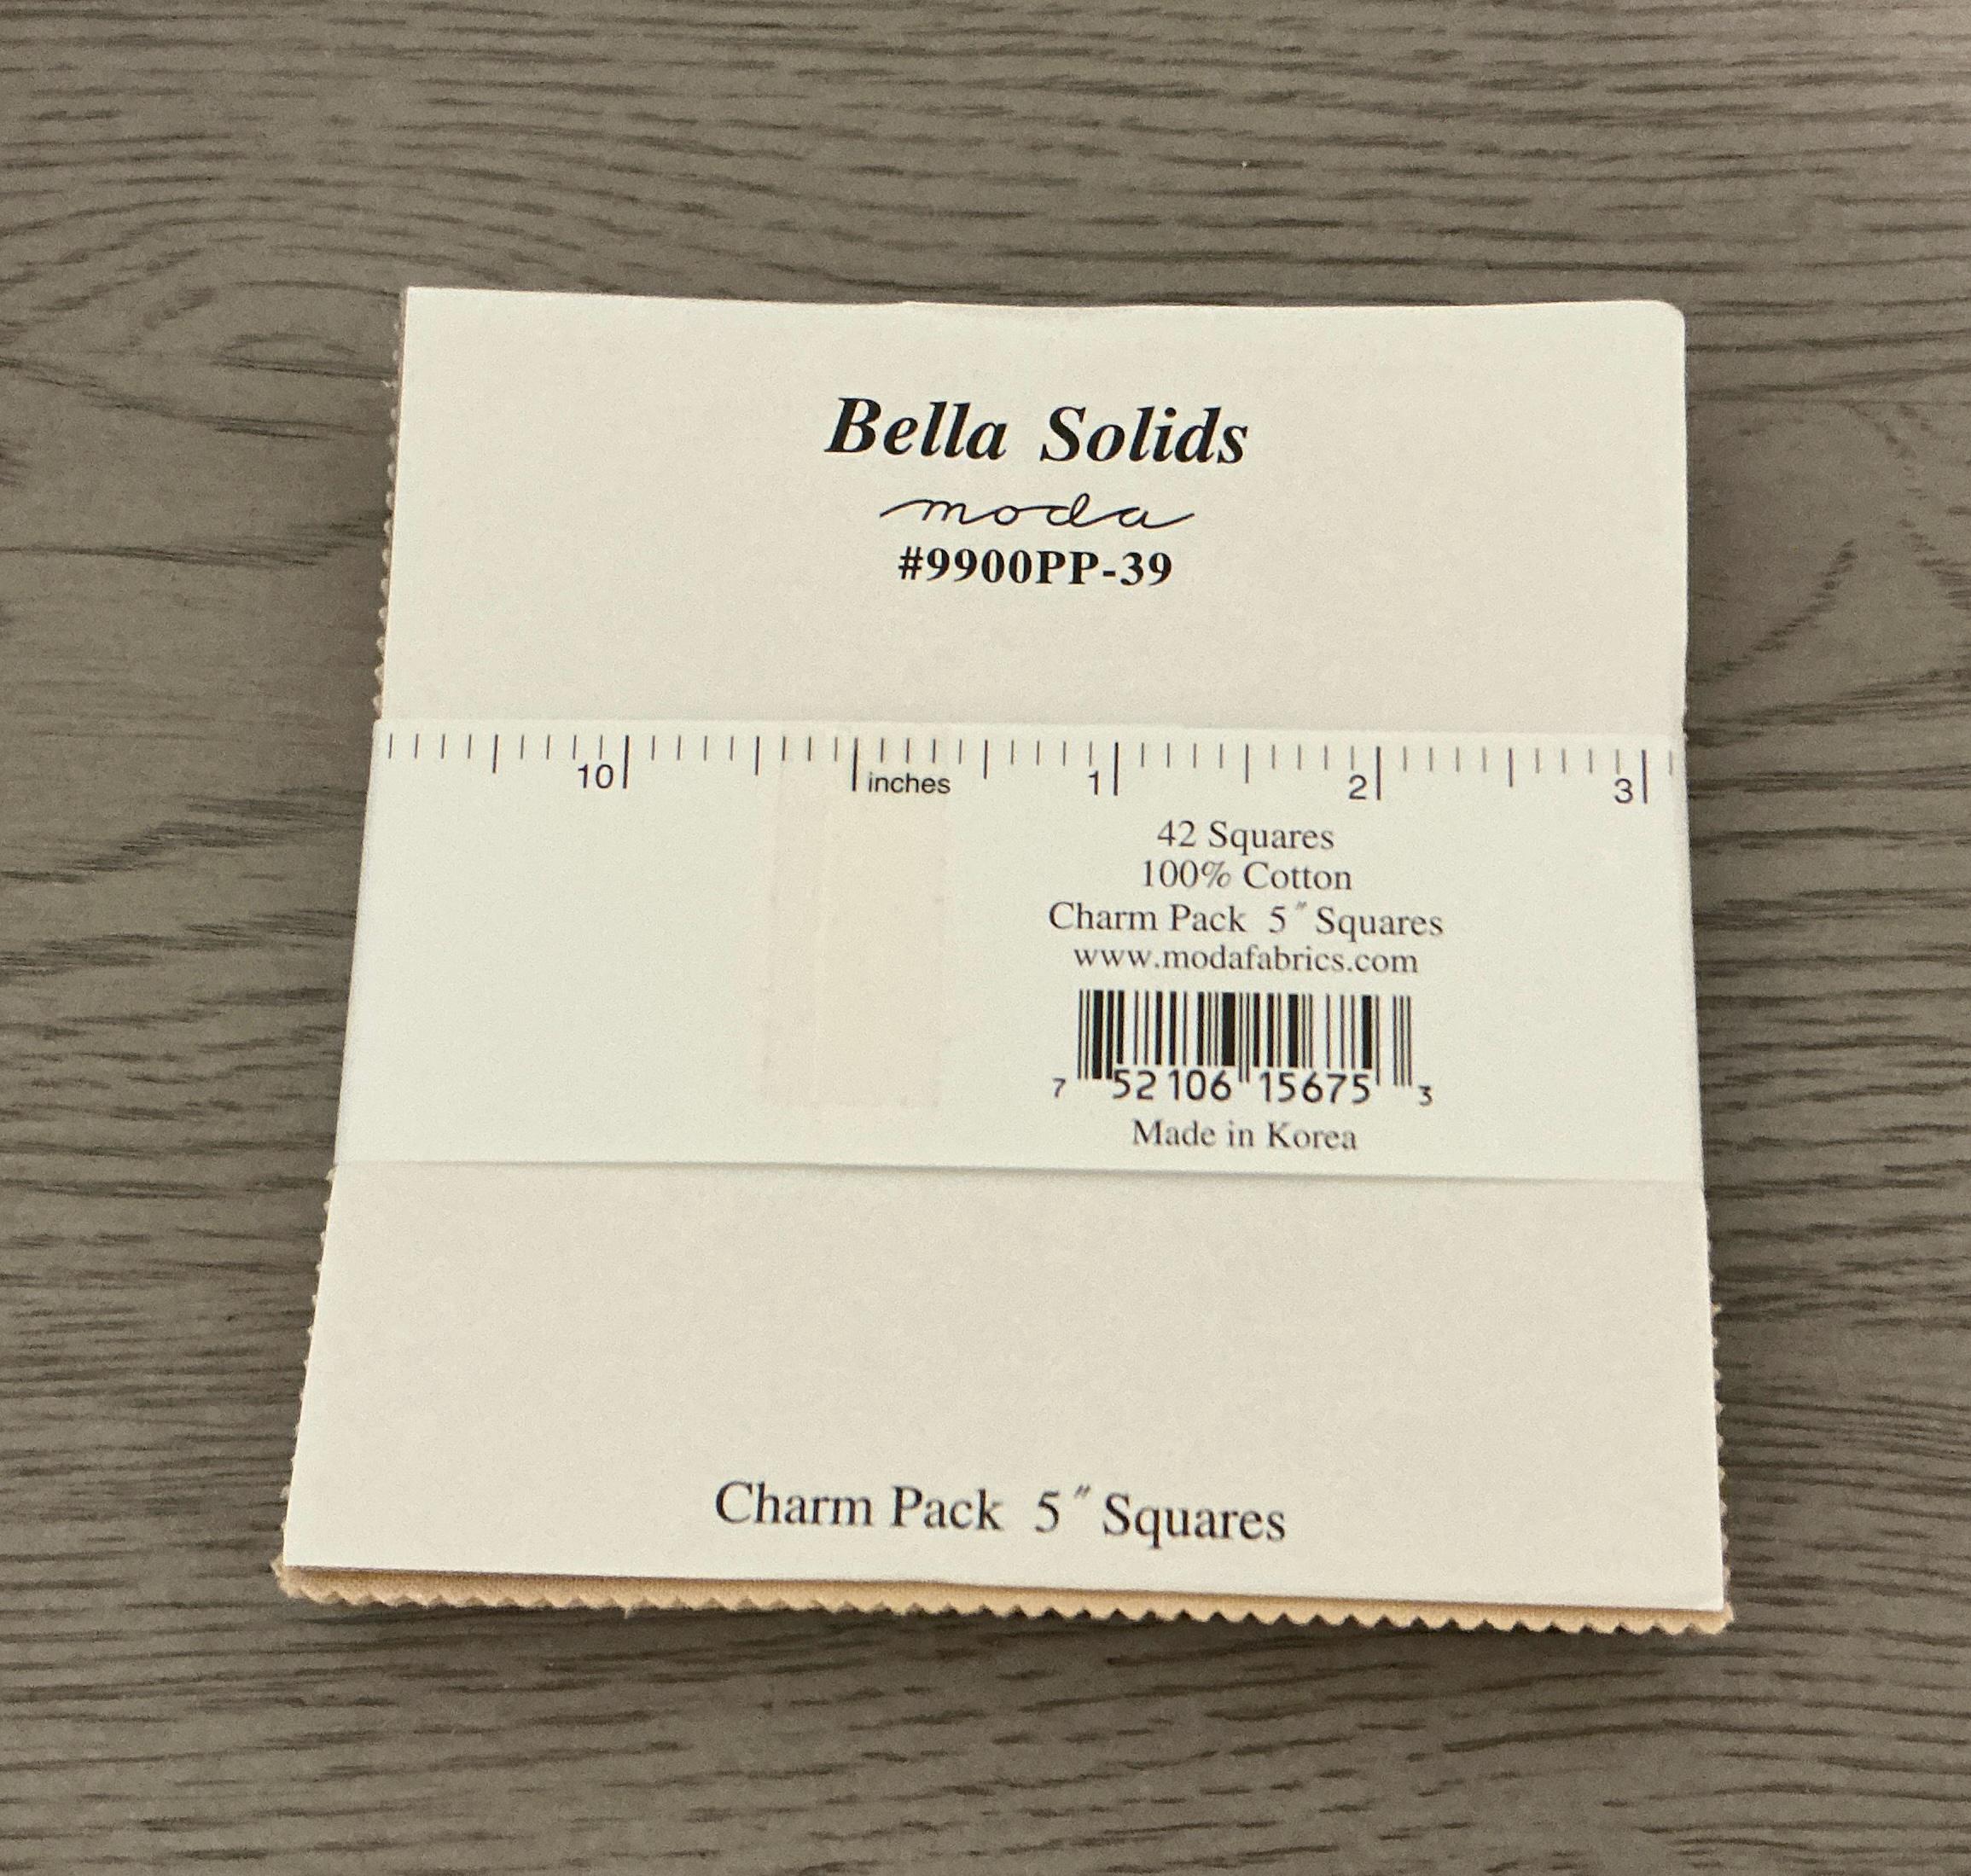 Bella Solids
moda
#9900PP-39
10 inches 1 2 3
42 Squares
100% Cotton
Charm Pack 5″ Squares
www.modafabrics.com
7 52106 15675 3
Made in Korea
Charm Pack 5″ Squares